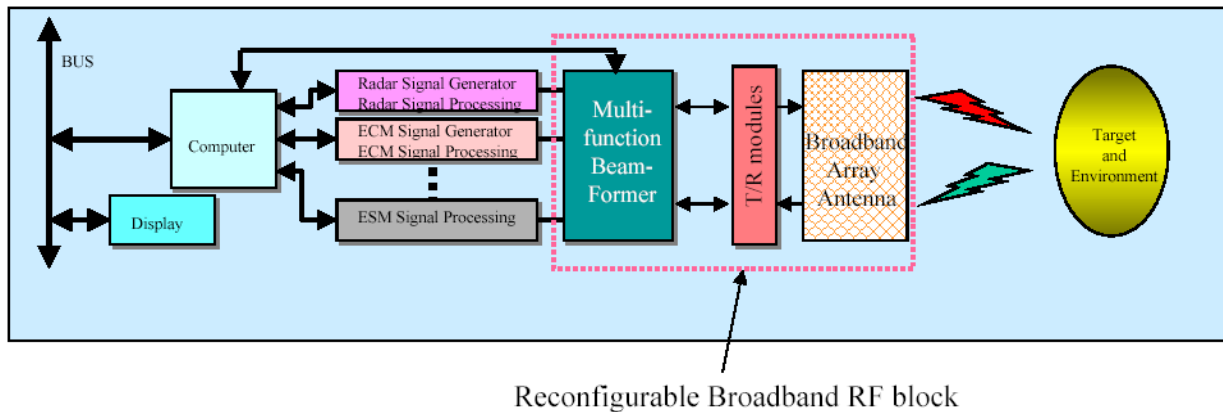 BUS
Computer
Display
Radar Signal Generator
Radar Signal Processing
ECM Signal Generator
ECM Signal Processing
ESM Signal Processing
Multi-
function
Beam-
Former
T/R modules
Broadband
Array
Antenna
Target
and
Environment
Reconfigurable Broadband RF block